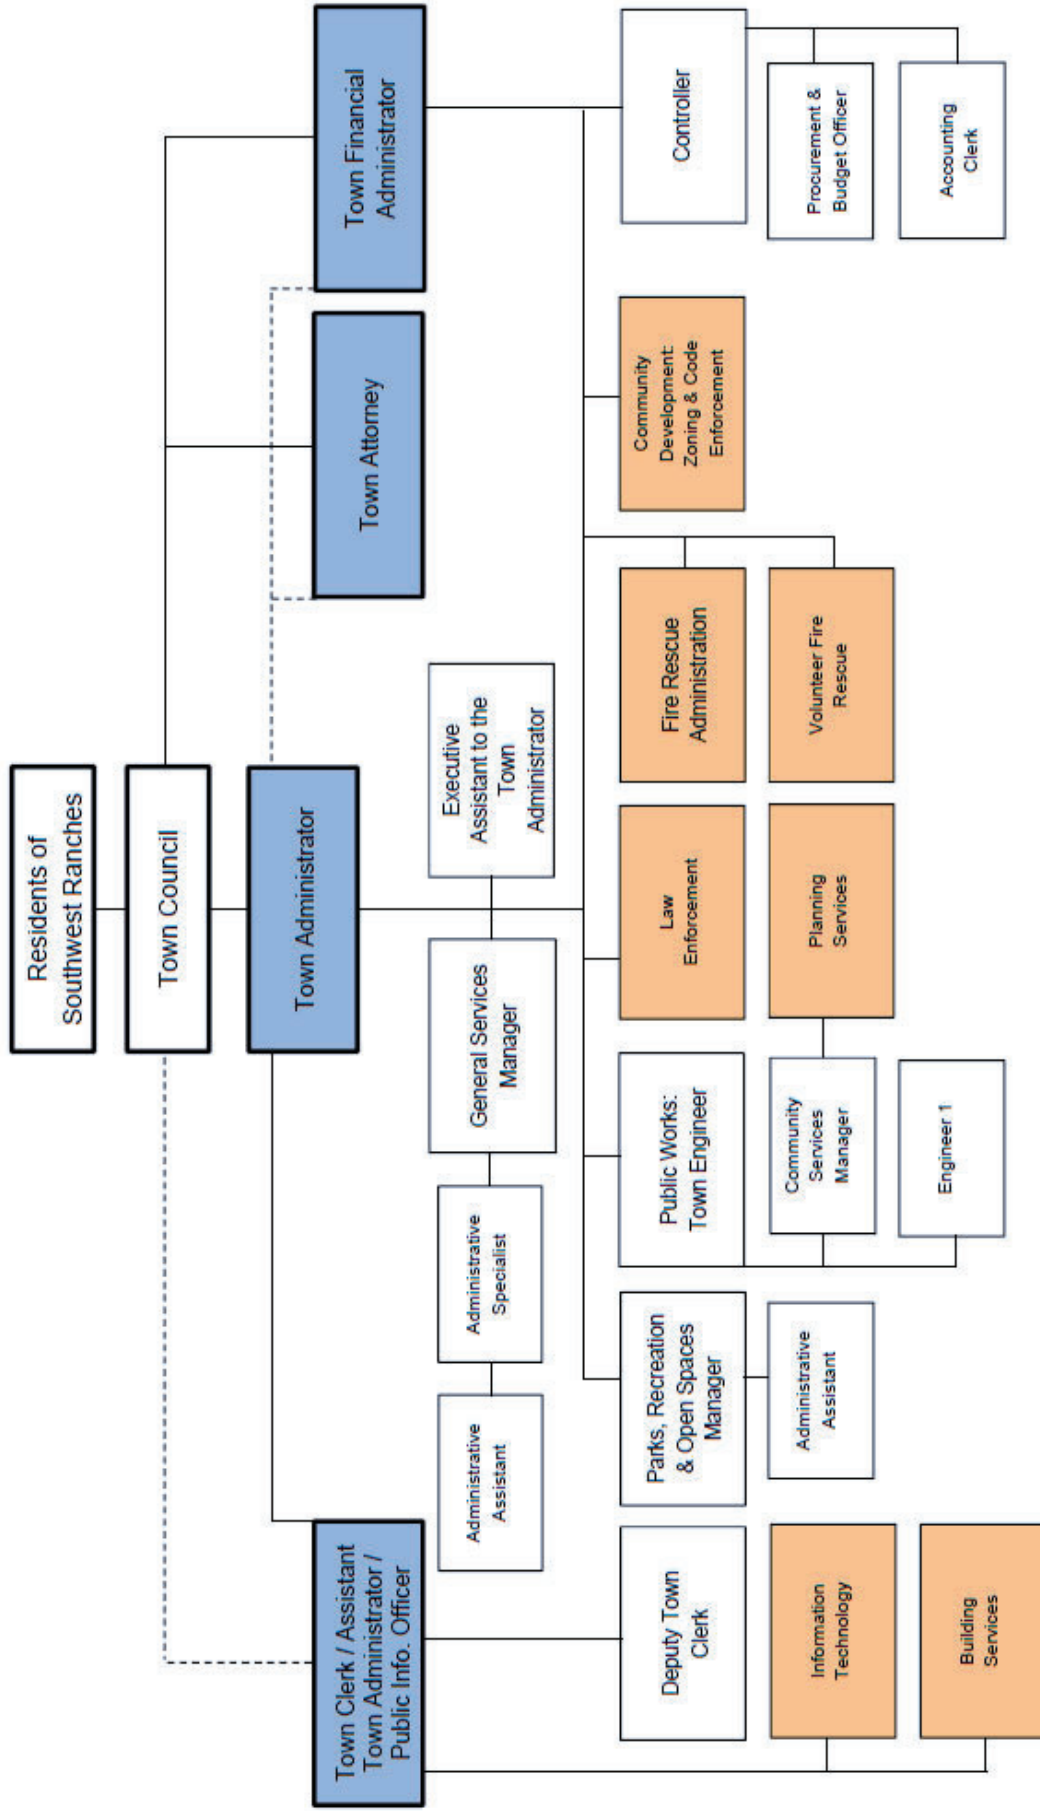 Residents of
Southwest Ranches
Town Council
Town Administrator
Town Clerk / Assistant
Town Administrator /
Public Info. Officer
Town Attorney
Town Financial
Administrator
Administrative
Assistant
Administrative
Specialist
General Services
Manager
Executive
Assistant to the
Town
Administrator
Deputy Town
Clerk
Parks, Recreation
& Open Spaces
Manager
Public Works:
Town Engineer
Law
Enforcement
Fire Rescue
Administration
Community
Development:
Zoning & Code
Enforcement
Controller
Information
Technology
Administrative
Assistant
Community
Services
Manager
Planning
Services
Volunteer Fire
Rescue
Procurement &
Budget Officer
Building
Services
Engineer 1
Accounting
Clerk